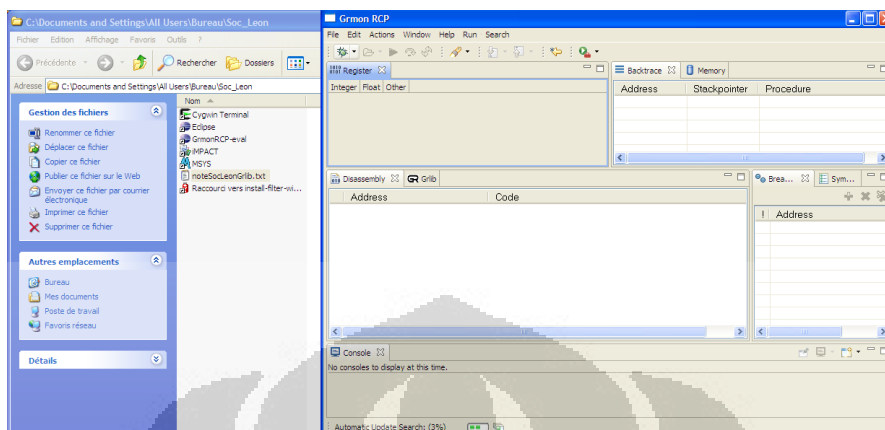 C:\Documents and Settings\All Users\Bureau\Soc_Leon
Fichier Edition Affichage Favoris Outils ?
Précédente Rechercher Dossiers
Adresse C:\Documents and Settings\All Users\Bureau\Soc_Leon
Gestion des fichiers
Renommer ce fichier
Déplacer ce fichier
Copier ce fichier
Publier ce fichier sur le Web
Envoyer ce fichier par courrier
électronique
Imprimer ce fichier
Supprimer ce fichier
Autres emplacements
Bureau
Mes documents
Poste de travail
Favoris réseau
Détails
Nom
Cygwin Terminal
Eclipse
GrmonRCP-eval
iMPACT
MSYS
noteSocLeonGrlib.txt
Raccourci vers install-filter-wi...
Grmon RCP
File Edit Actions Window Help Run Search
Register
Integer Float Other
Backtrace Memory
Address Stackpointer Procedure
Disassembly Grlib
Address Code
Brea... Sym...
! Address
Console
No consoles to display at this time.
Automatic Update Search: (3%)